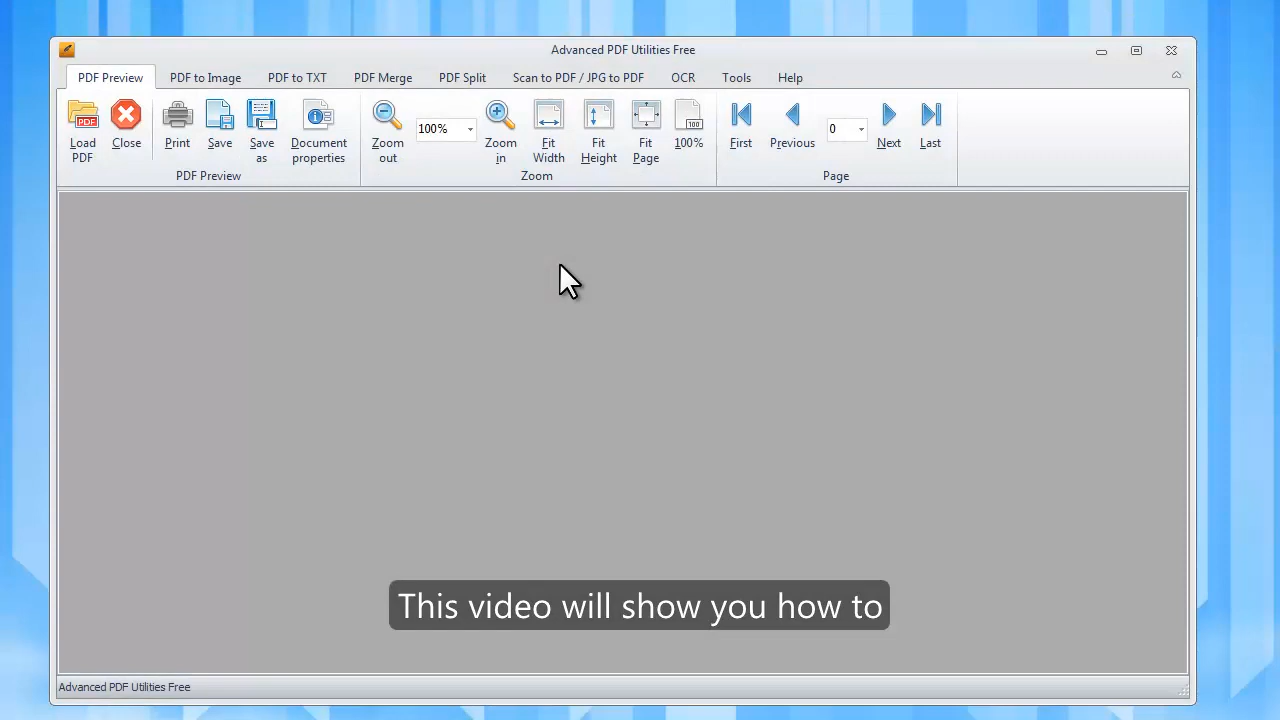 Advanced PDF Utilities Free
PDF Preview PDF to Image PDF to TXT PDF Merge PDF Split Scan to PDF / JPG to PDF OCR Tools Help
PDF
Load PDF
Close
Print
Save
Save as
Document properties
PDF Preview
Zoom out
100%
Zoom in
Fit Width
Fit Height
Fit Page
100
100%
Zoom
First
Previous
0
Next
Last
Page
This video will show you how to
Advanced PDF Utilities Free